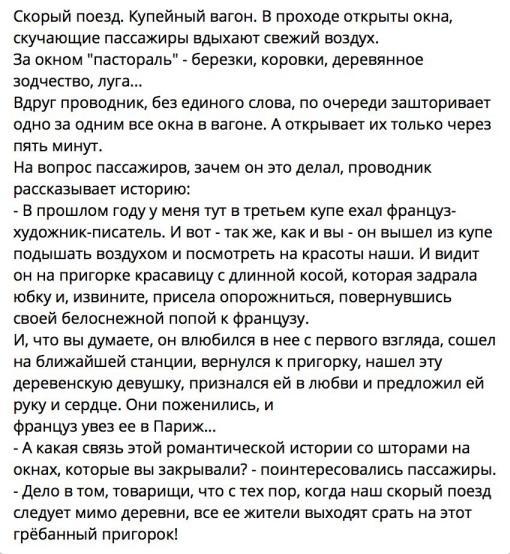 Скорый поезд. Купейный вагон. В проходе открыты окна,
скучающие пассажиры вдыхают свежий воздух.
За окном "пастораль" - березки, коровки, деревянное
зодчество, луга...
Вдруг проводник, без единого слова, по очереди зашторивает
одно за одним все окна в вагоне. А открывает их только через
пять минут.
На вопрос пассажиров, зачем он это делал, проводник
рассказывает историю:
- В прошлом году у меня тут в третьем купе ехал француз-
художник-писатель. И вот - так же, как и вы - он вышел из купе
подышать воздухом и посмотреть на красоты наши. И видит
он на пригорке красавицу с длинной косой, которая задрала
юбку и, извините, присела опорожниться, повернувшись
своей белоснежной попой к французу.
И, что вы думаете, он влюбился в нее с первого взгляда, сошел
на ближайшей станции, вернулся к пригорку, нашел эту
деревенскую девушку, признался ей в любви и предложил ей
руку и сердце. Они поженились, и
француз увез ее в Париж...
- А какая связь этой романтической истории со шторами на
окнах, которые вы закрывали? - поинтересовались пассажиры.
- Дело в том, товарищи, что с тех пор, когда наш скорый поезд
следует мимо деревни, все ее жители выходят срать на этот
грёбанный пригорок!